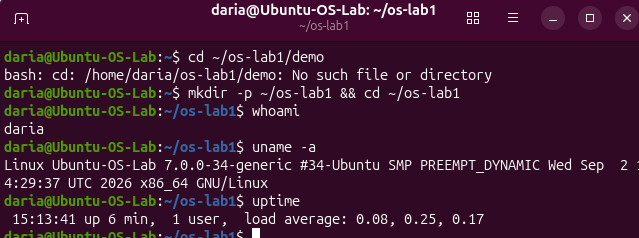 daria@Ubuntu-OS-Lab: ~/os-lab1
~/os-lab1
daria@Ubuntu-OS-Lab:~$ cd ~/os-lab1/demo
bash: cd: /home/daria/os-lab1/demo: No such file or directory
daria@Ubuntu-OS-Lab:~$ mkdir -p ~/os-lab1 && cd ~/os-lab1
daria@Ubuntu-OS-Lab:~/os-lab1$ whoami
daria
daria@Ubuntu-OS-Lab:~/os-lab1$ uname -a
Linux Ubuntu-OS-Lab 7.0.0-34-generic #34-Ubuntu SMP PREEMPT_DYNAMIC Wed Sep  2 1
4:29:37 UTC 2026 x86_64 GNU/Linux
daria@Ubuntu-OS-Lab:~/os-lab1$ uptime
 15:13:41 up 6 min,  1 user,  load average: 0.08, 0.25, 0.17
daria@Ubuntu-OS-Lab:~/os-lab1$